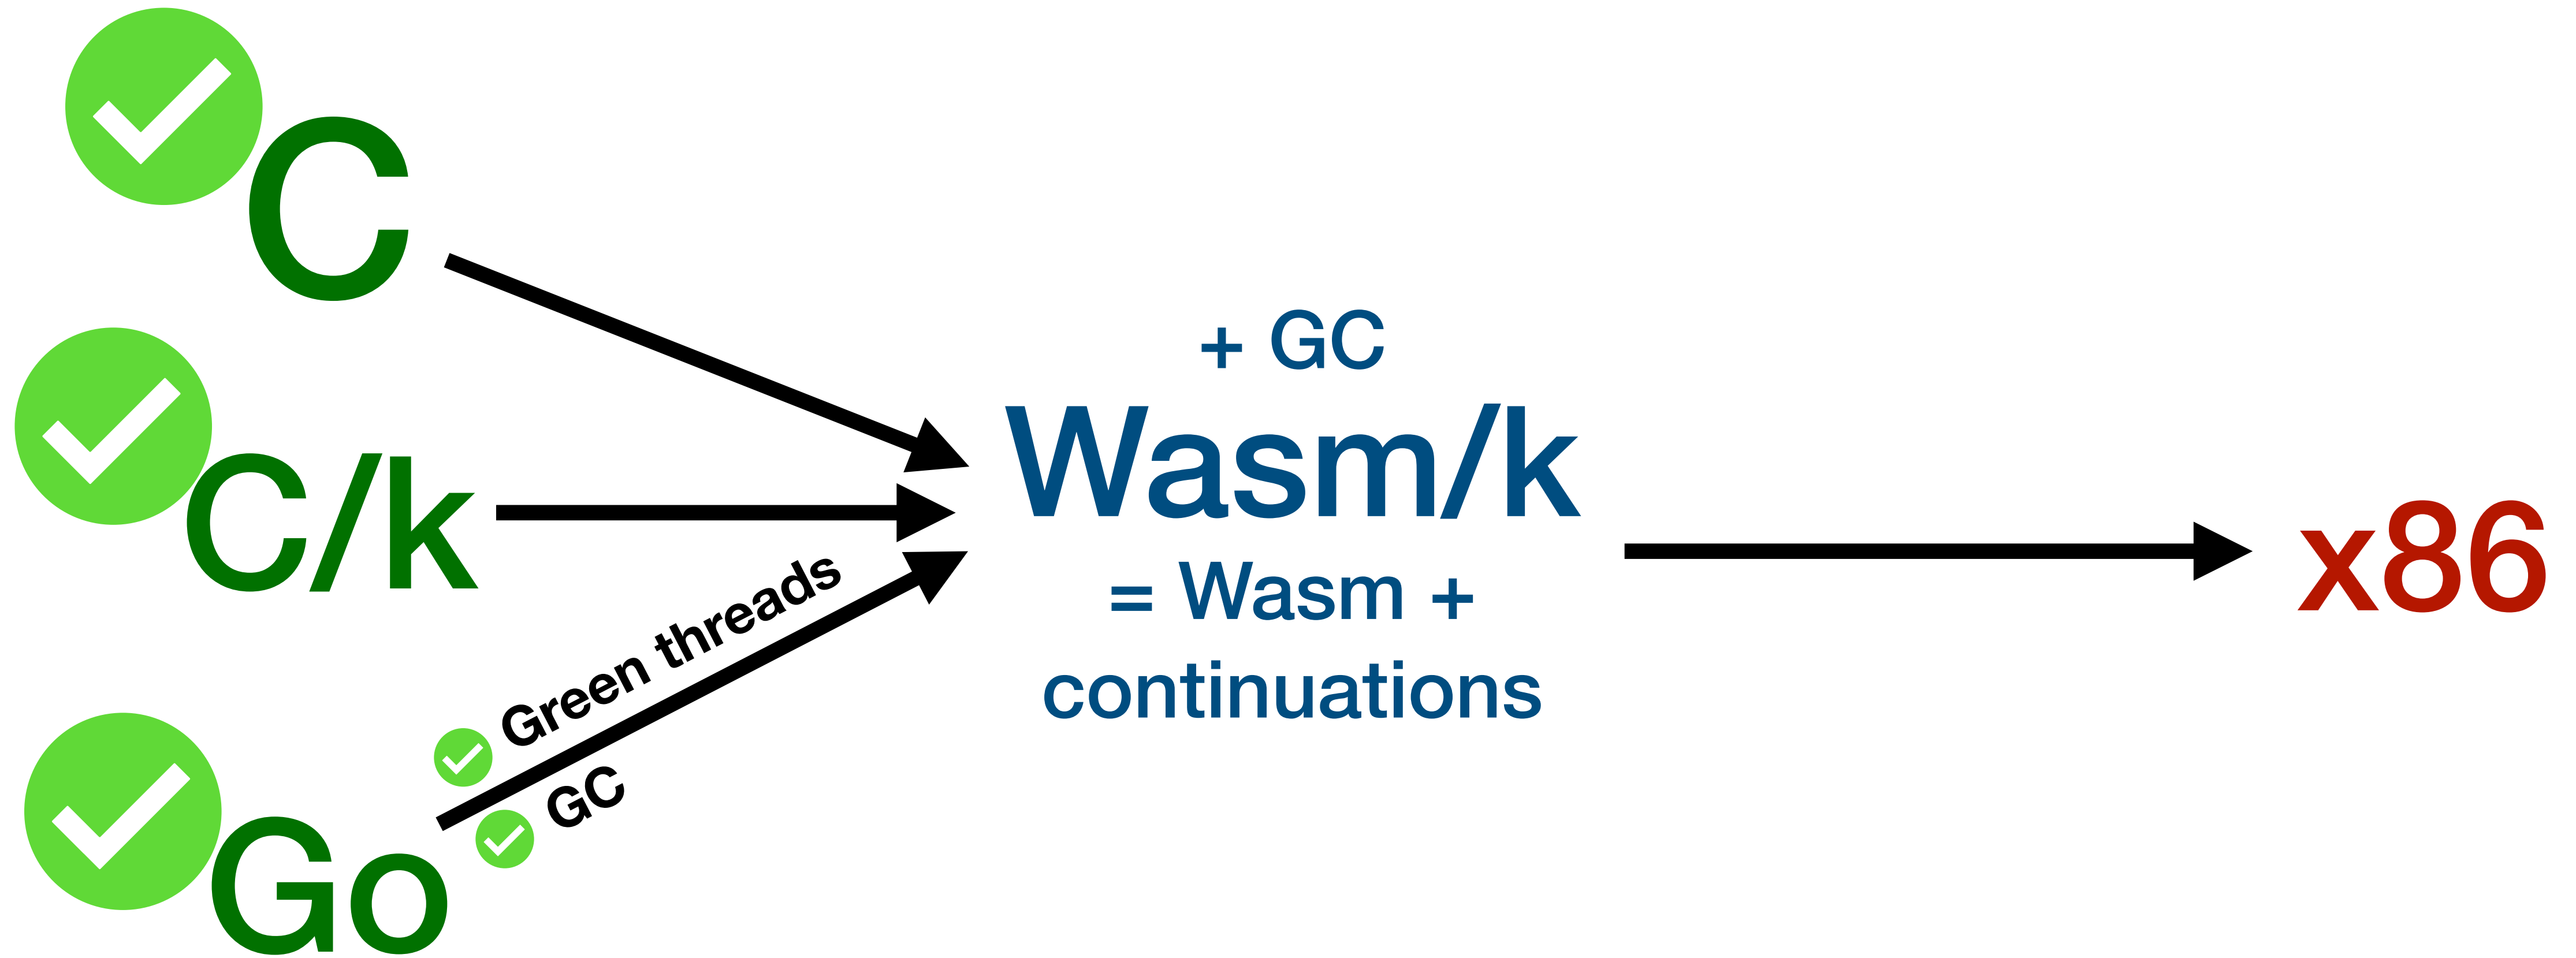 C
C/k
Go
Green threads
GC
+ GC
Wasm/k
= Wasm +
continuations
x86